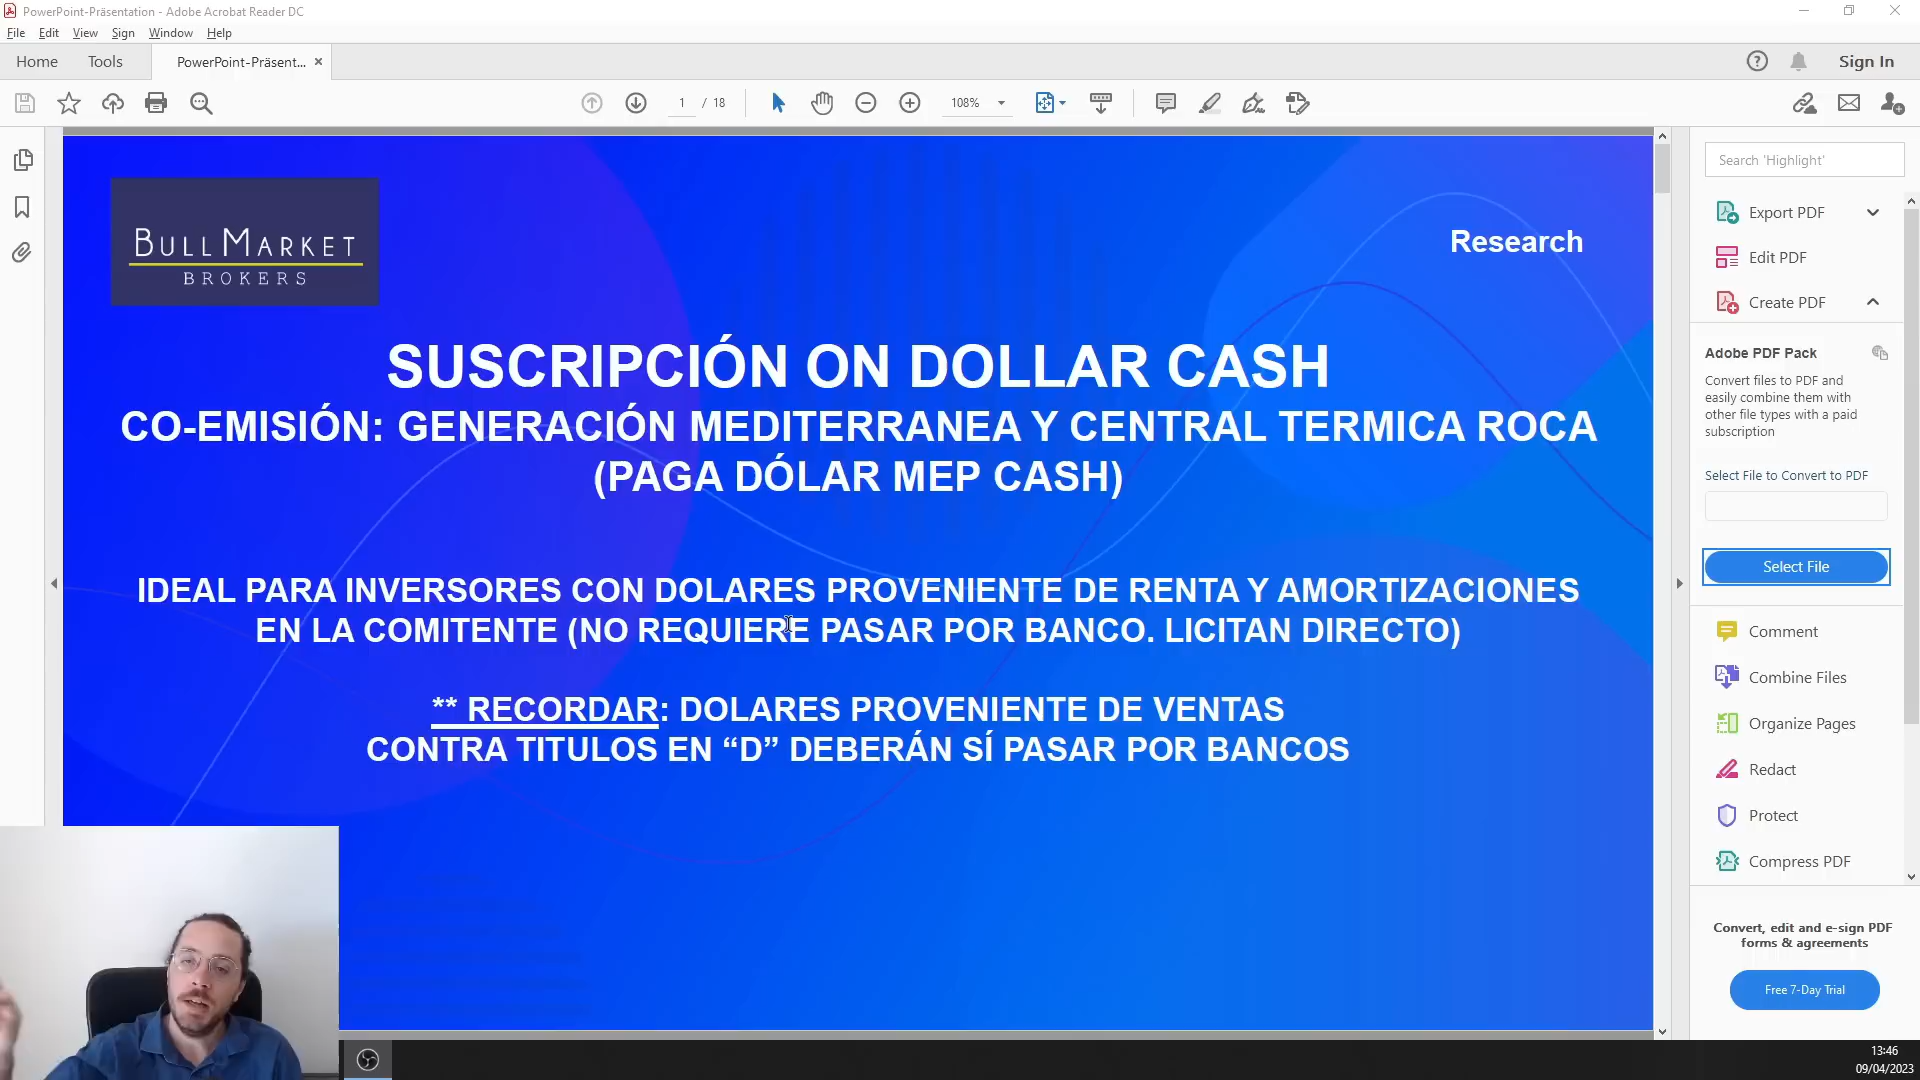 PowerPoint-Präsentation - Adobe Acrobat Reader DC
File Edit View Sign Window Help
Home Tools PowerPoint-Präsent... × Sign In
1 / 18 108%
BULLMARKET
BROKERS
Research
SUSCRIPCIÓN ON DOLLAR CASH
CO-EMISIÓN: GENERACIÓN MEDITERRANEA Y CENTRAL TERMICA ROCA
(PAGA DÓLAR MEP CASH)
IDEAL PARA INVERSORES CON DOLARES PROVENIENTE DE RENTA Y AMORTIZACIONES
EN LA COMITENTE (NO REQUIERE PASAR POR BANCO. LICITAN DIRECTO)
** RECORDAR: DOLARES PROVENIENTE DE VENTAS
CONTRA TITULOS EN “D” DEBERÁN SÍ PASAR POR BANCOS
Search 'Highlight'
Export PDF
Edit PDF
Create PDF
Adobe PDF Pack
Convert files to PDF and
easily combine them with
other file types with a paid
subscription
Select File to Convert to PDF
Select File
Comment
Combine Files
Organize Pages
Redact
Protect
Compress PDF
Convert, edit and e-sign PDF
forms & agreements
Free 7-Day Trial
13:46
09/04/2023